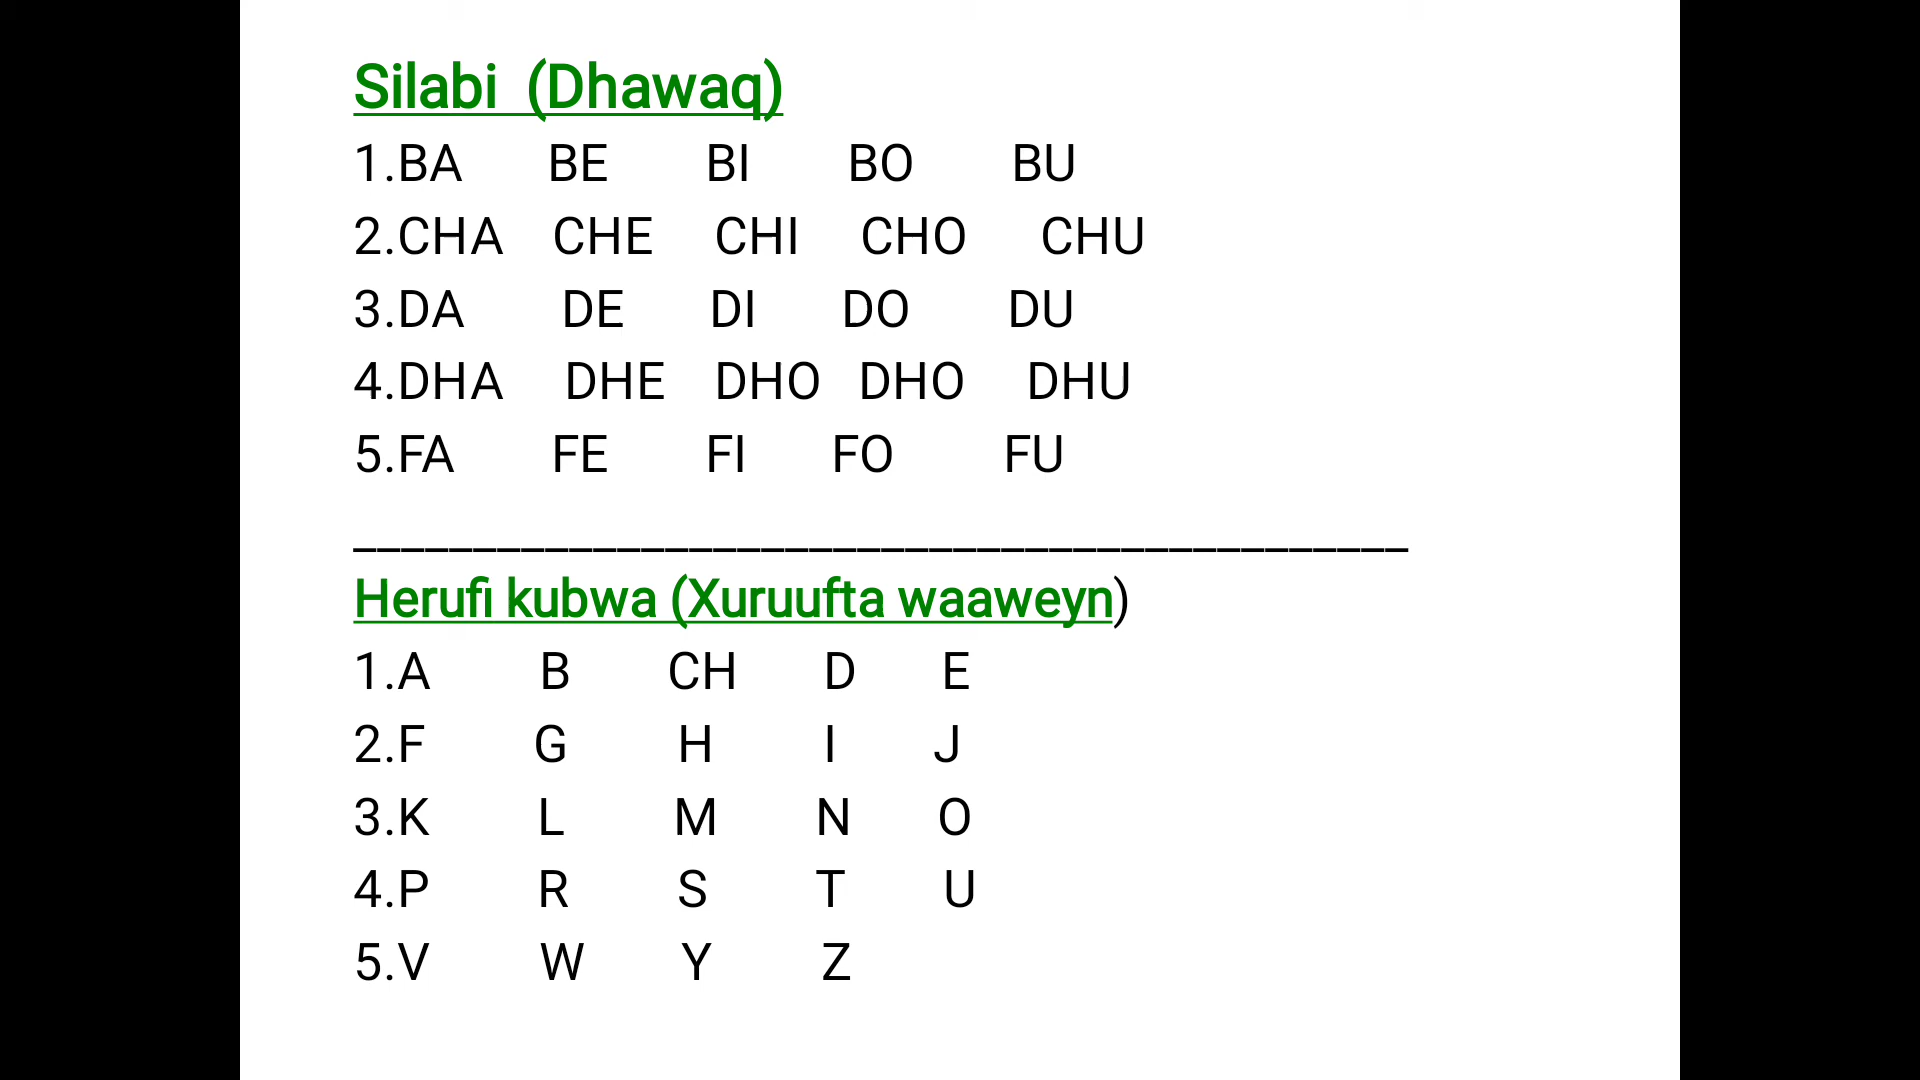 Silabi (Dhawaq)
1.BA BE BI BO BU
2.CHA CHE CHI CHO CHU
3.DA DE DI DO DU
4.DHA DHE DHO DHO DHU
5.FA FE FI FO FU
____________________________________________
Herufi kubwa (Xuruufta waaweyn)
1.A B CH D E
2.F G H I J
3.K L M N O
4.P R S T U
5.V W Y Z